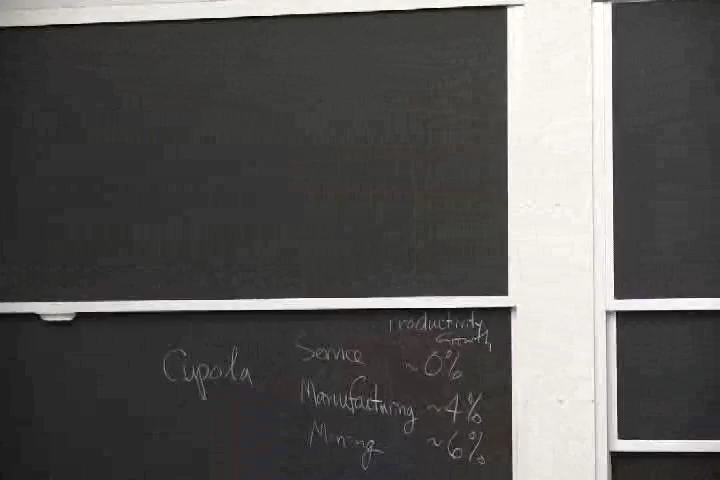 Productivity
Growth
Cupola
Service ~0%
Manufacturing ~4%
Mining ~6%